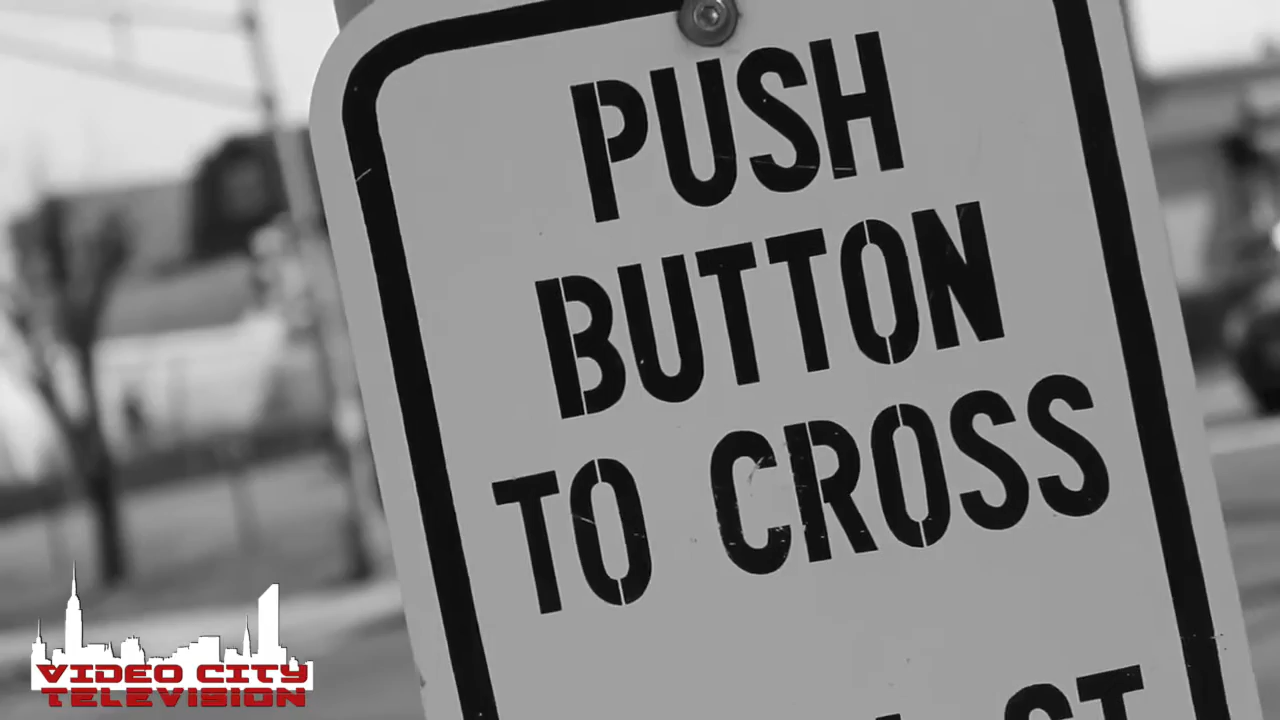 PUSH
BUTTON
TO CROSS
VIDEO CITY
TELEVISION